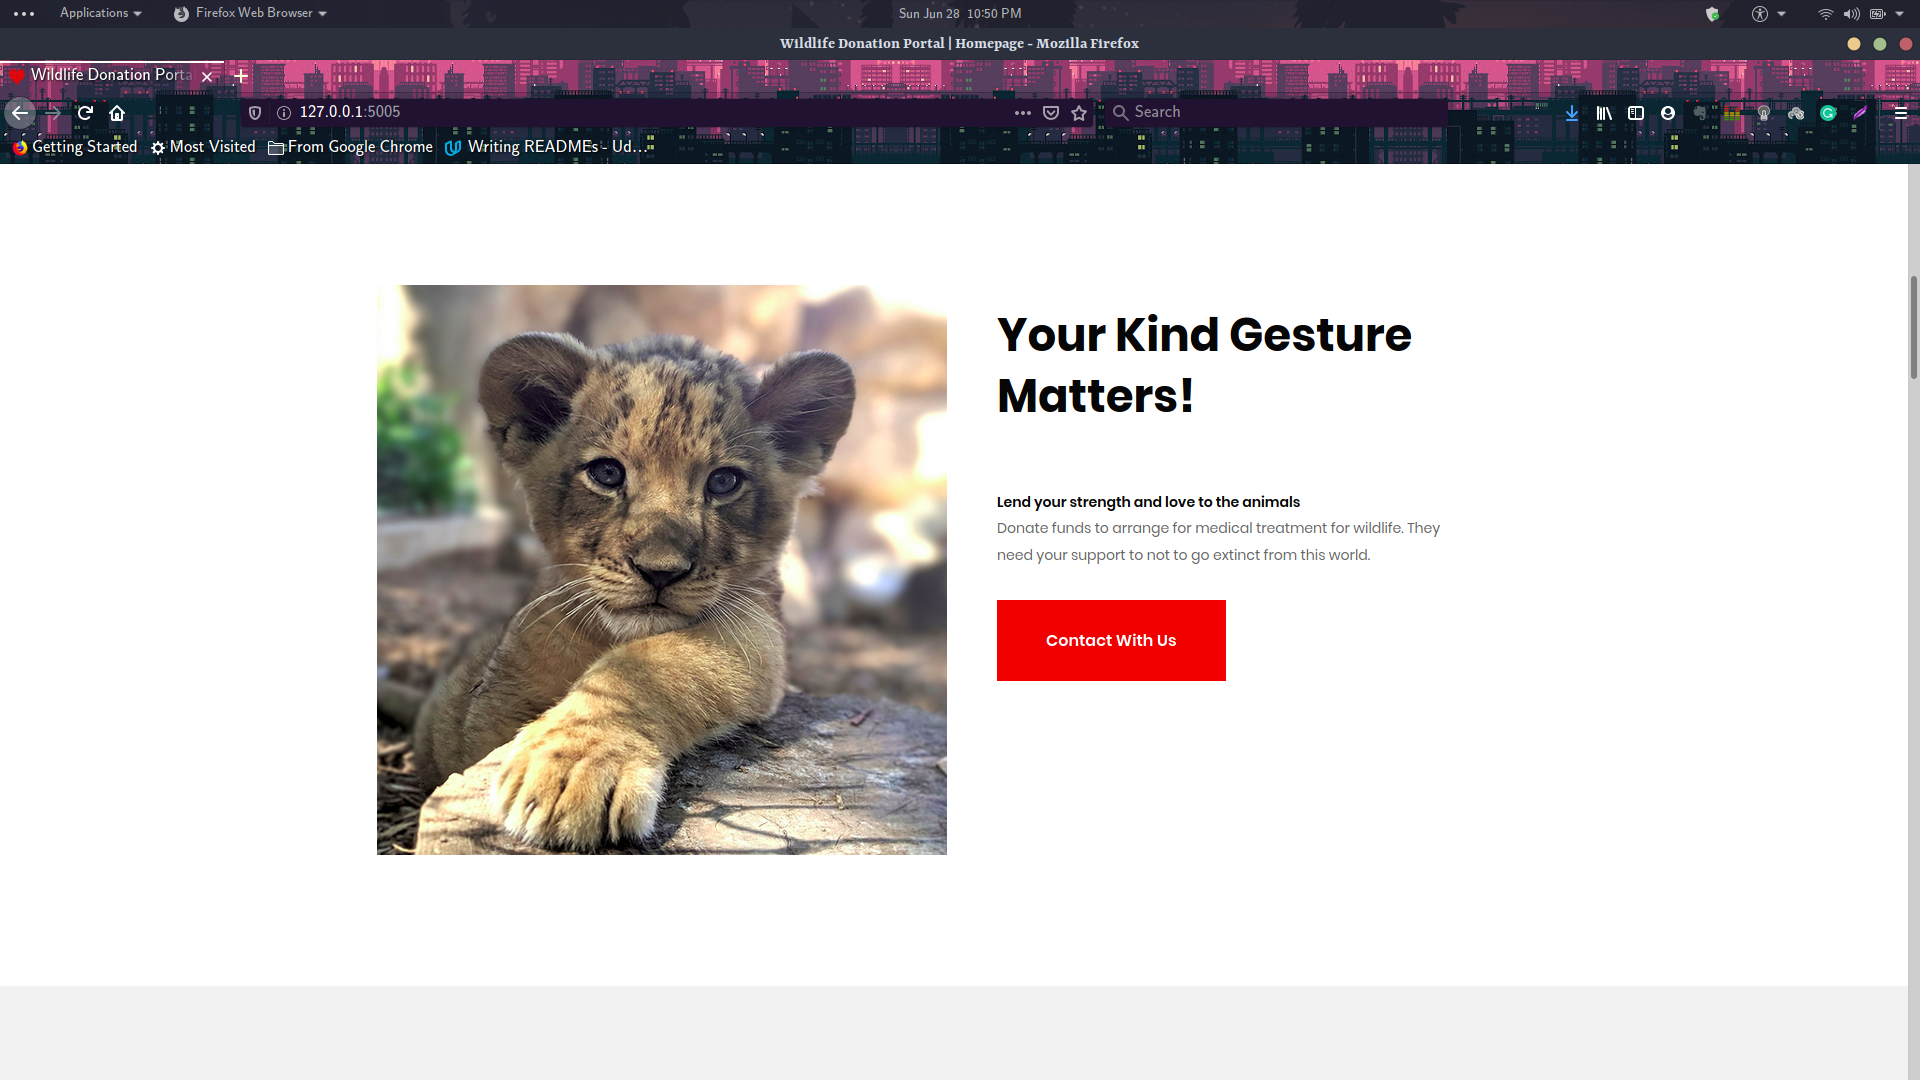 Applications
Firefox Web Browser
Sun Jun 28 10:50 PM
Wildlife Donation Portal | Homepage - Mozilla Firefox
Wildlife Donation Porta
127.0.0.1:5005
Search
Getting Started
Most Visited
From Google Chrome
Writing READMEs - Ud...
Your Kind Gesture
Matters!
Lend your strength and love to the animals
Donate funds to arrange for medical treatment for wildlife. They
need your support to not to go extinct from this world.
Contact With Us